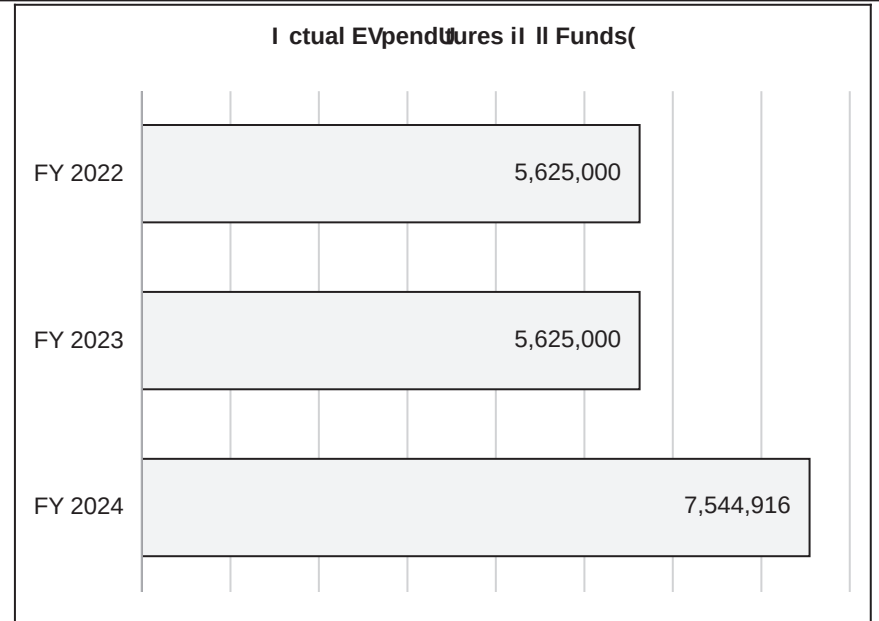 I ctual EVpendUtures iI ll Funds(
FY 2022 5,625,000
FY 2023 5,625,000
FY 2024 7,544,916